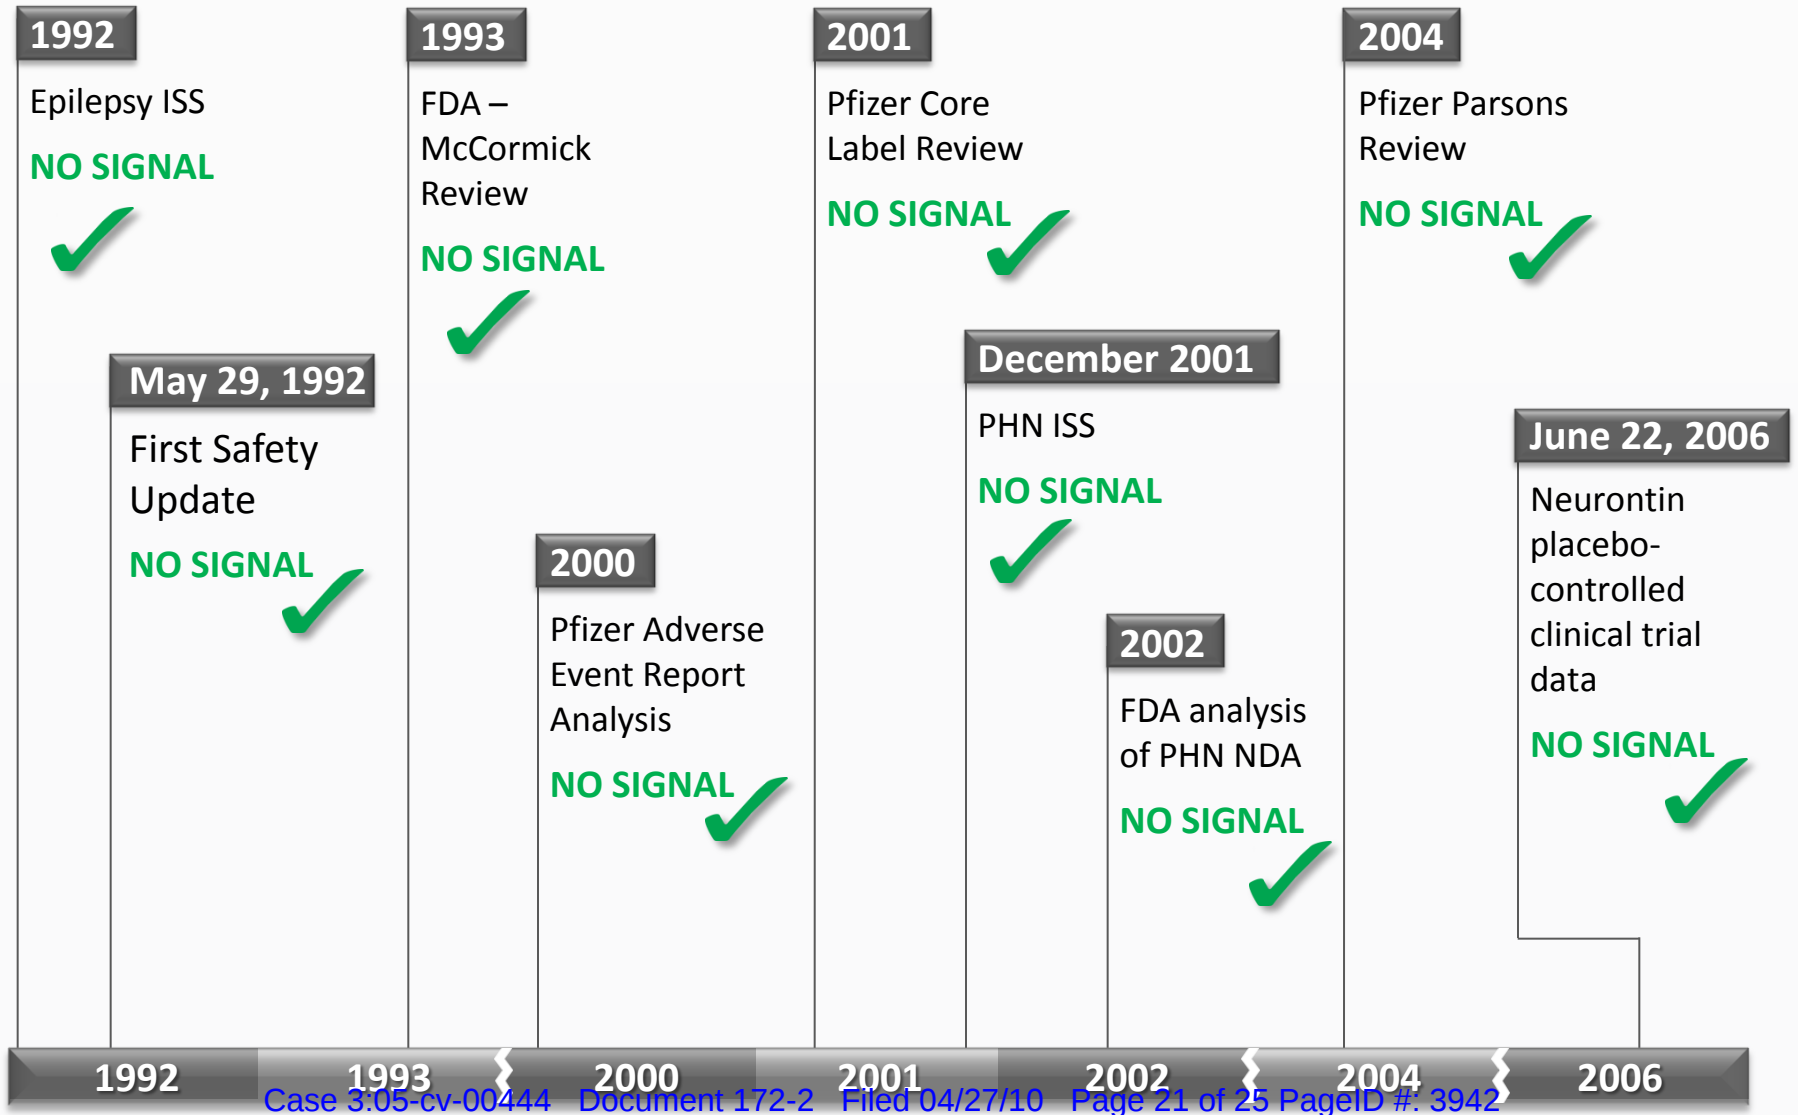 1992
Epilepsy ISS
NO SIGNAL
May 29, 1992
First Safety
Update
NO SIGNAL
1993
FDA –
McCormick
Review
NO SIGNAL
2000
Pfizer Adverse
Event Report
Analysis
NO SIGNAL
2001
Pfizer Core
Label Review
NO SIGNAL
December 2001
PHN ISS
NO SIGNAL
2002
FDA analysis
of PHN NDA
NO SIGNAL
2004
Pfizer Parsons
Review
NO SIGNAL
June 22, 2006
Neurontin
placebo-
controlled
clinical trial
data
NO SIGNAL
1992 1993 2000 2001 2002 2004 2006
Case 3:05-cv-00444 Document 172-2 Filed 04/27/10 Page 21 of 25 PageID #: 3942